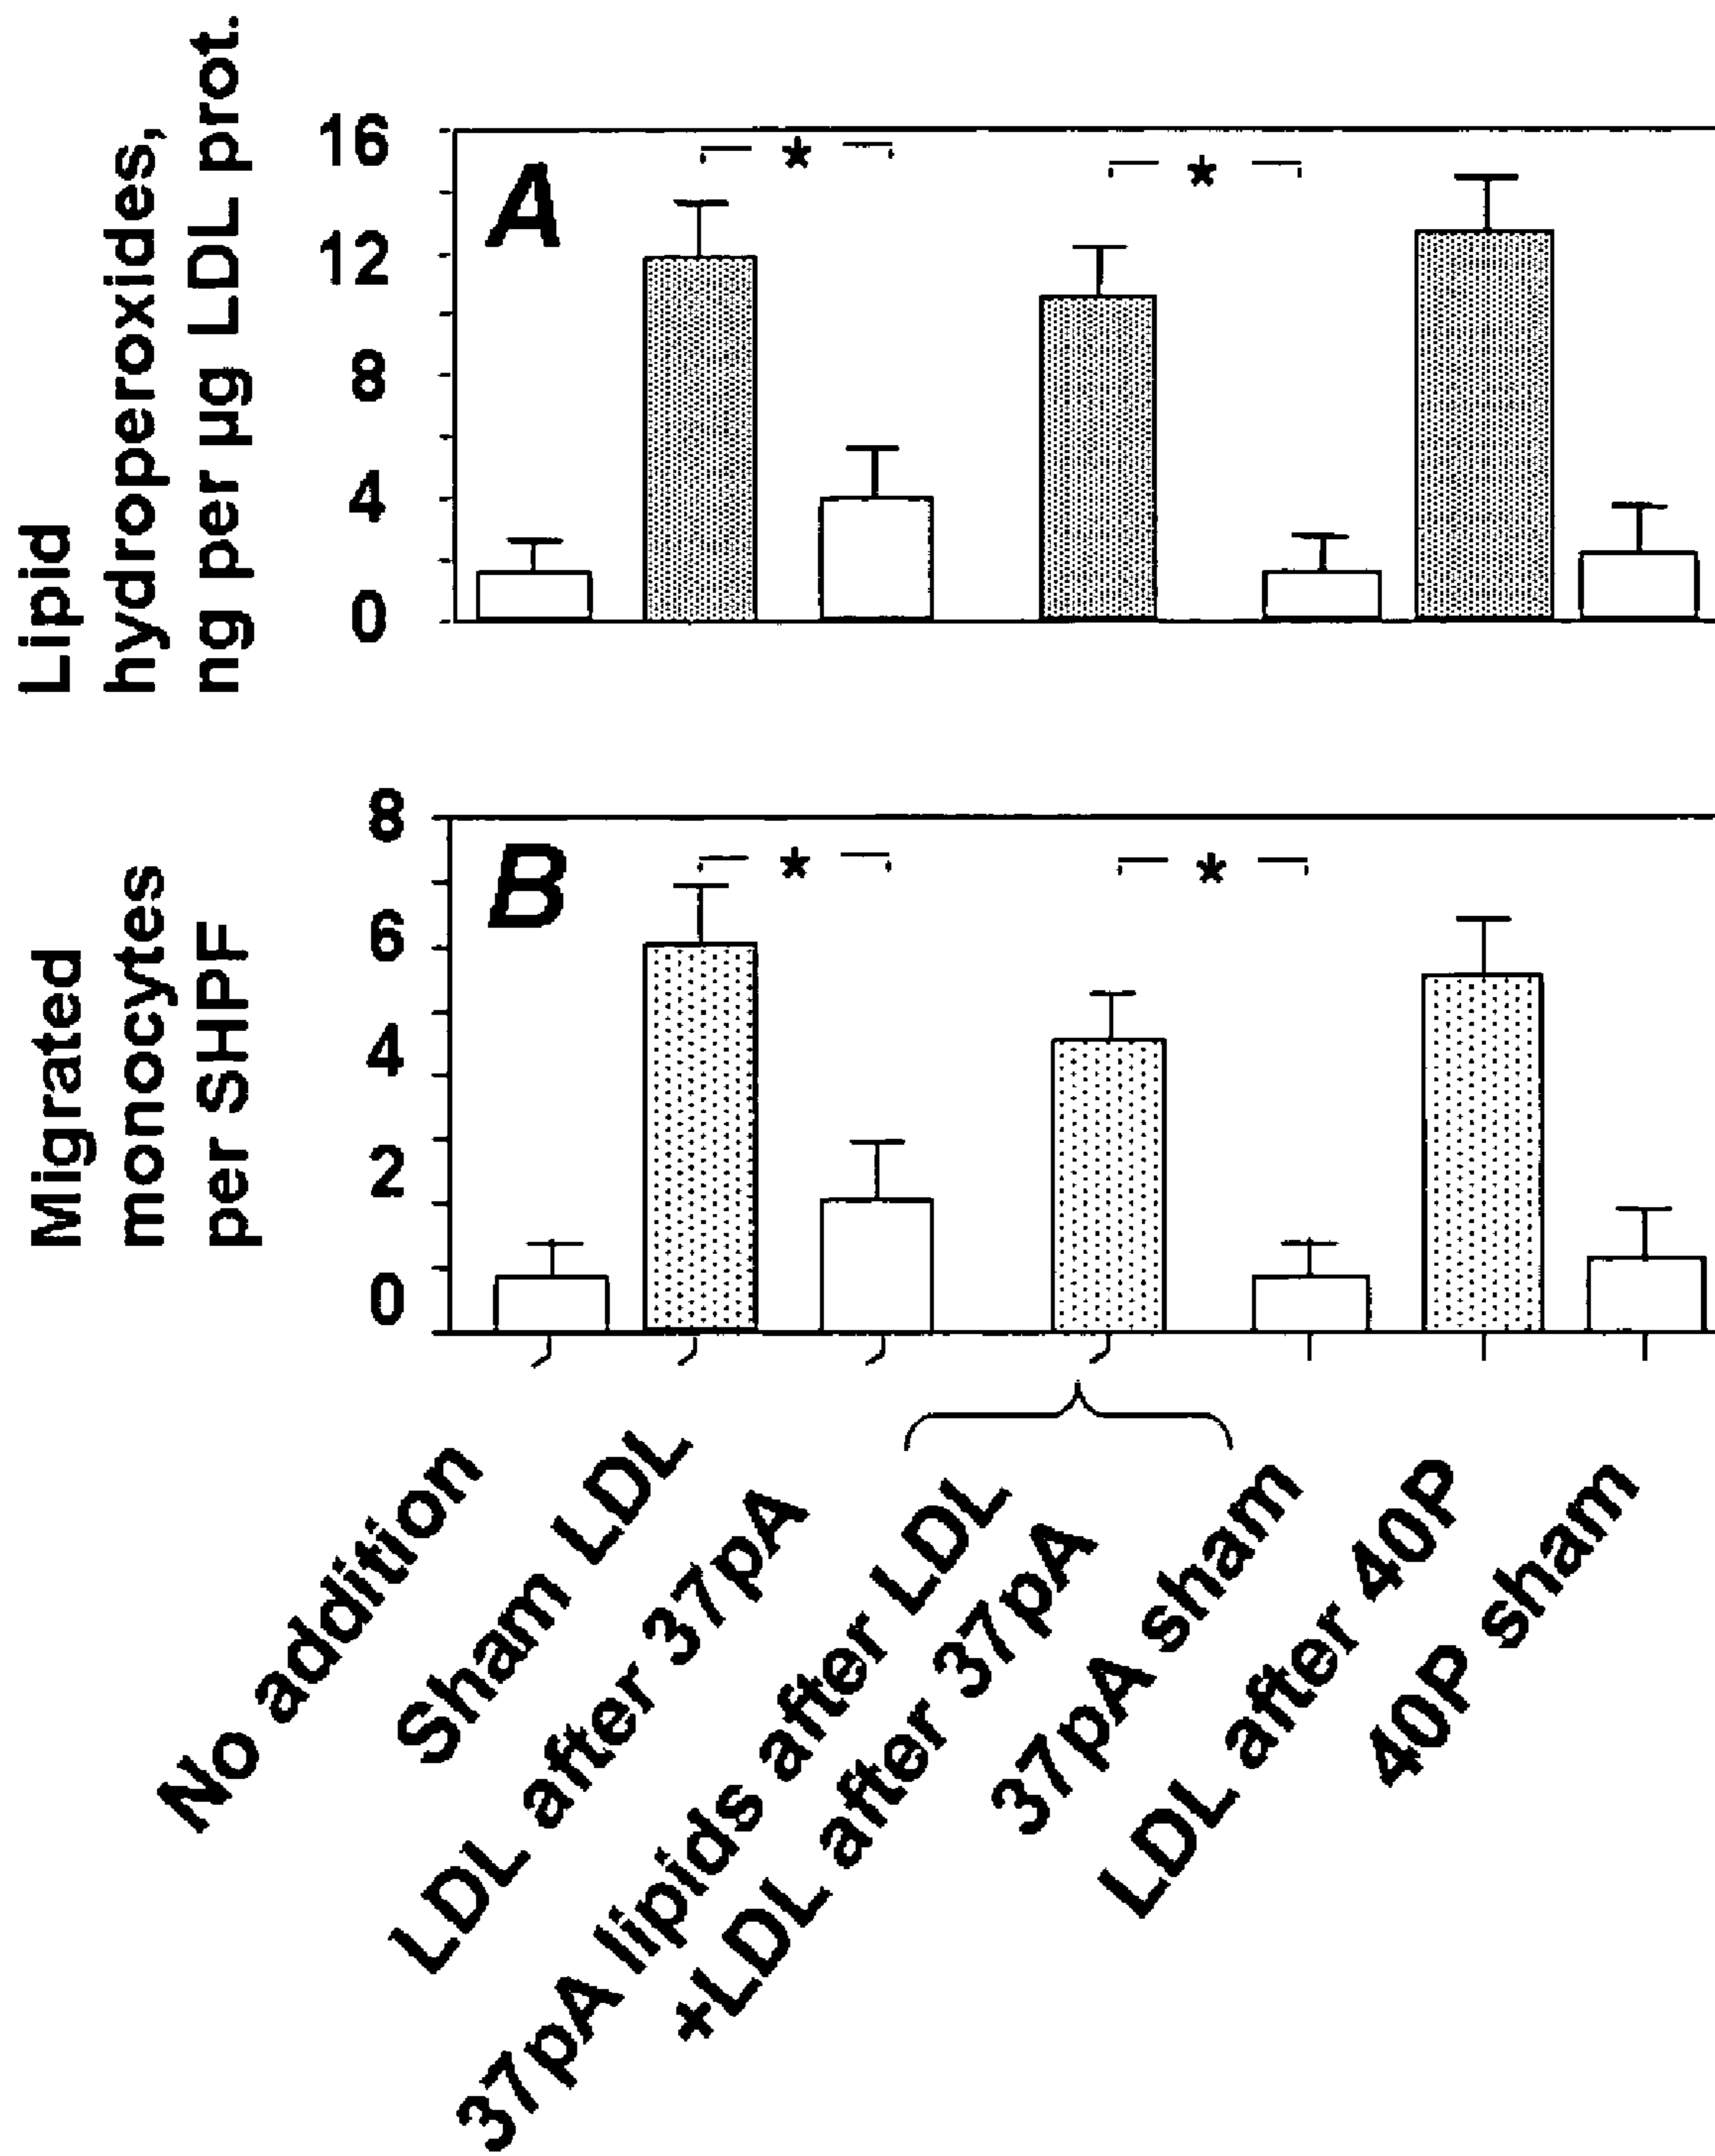 Lipid
hydroperoxides,
ng per µg LDL prot.
16
12
8
4
0
A
*
*
Migrated
monocytes
per SHPF
8
6
4
2
0
B
*
*
No addition
Sham LDL
LDL after 37pA
37pA lipids after LDL
+LDL after 37pA
37pA sham
LDL after 40P
40P sham